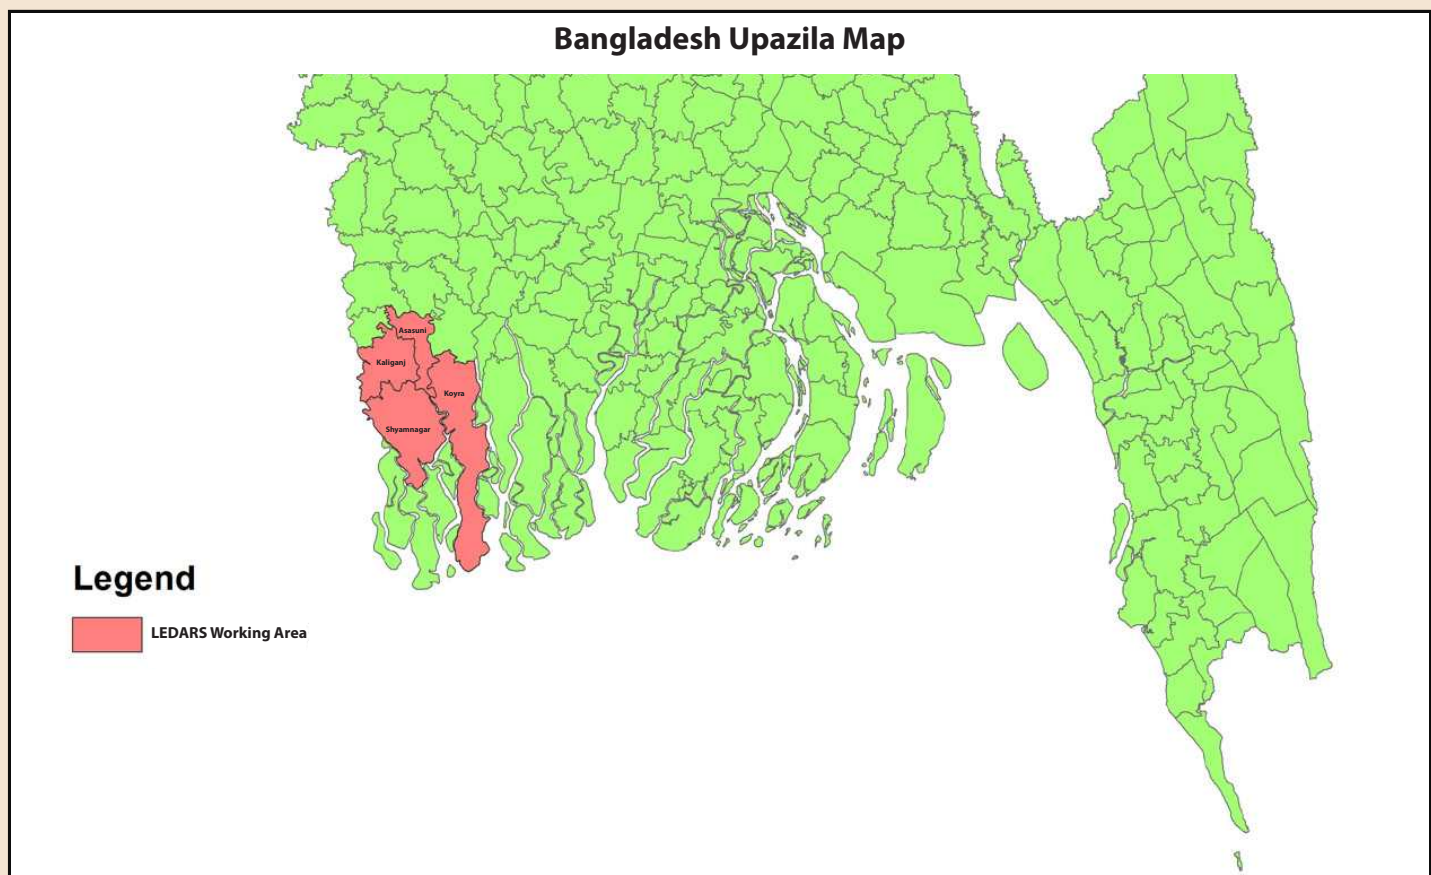 Bangladesh Upazila Map
Asasuni
Kaliganj
Koyra
Shyamnagar
Legend
LEDARS Working Area